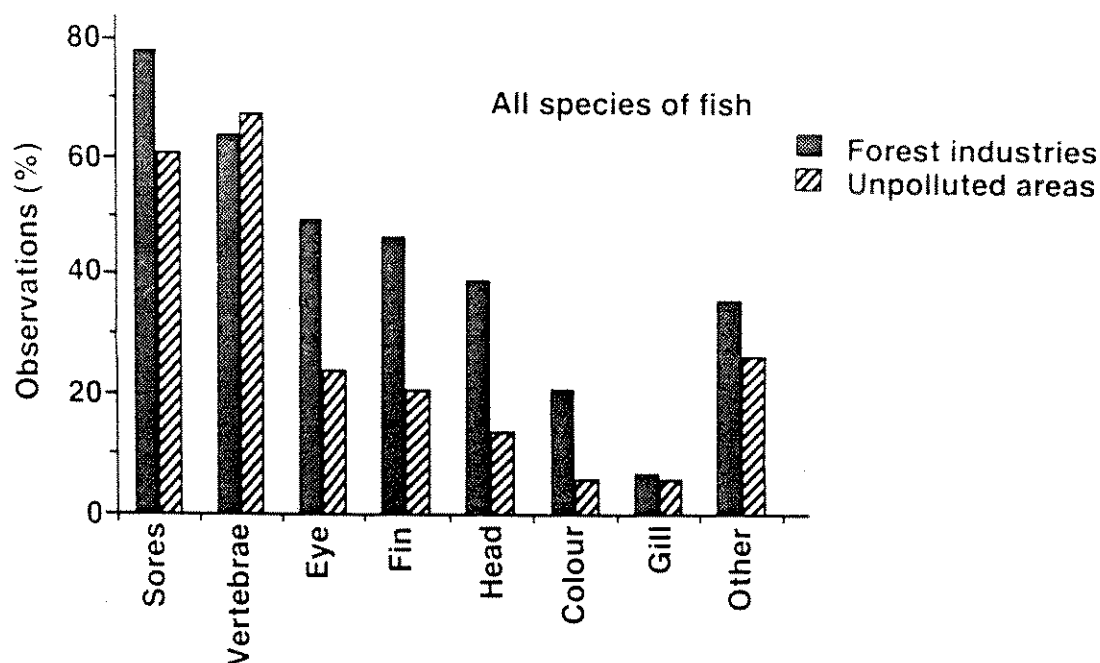 All species of fish
Forest industries
Unpolluted areas
Observations (%)
80
60
40
20
0
Sores
Vertebrae
Eye
Fin
Head
Colour
Gill
Other